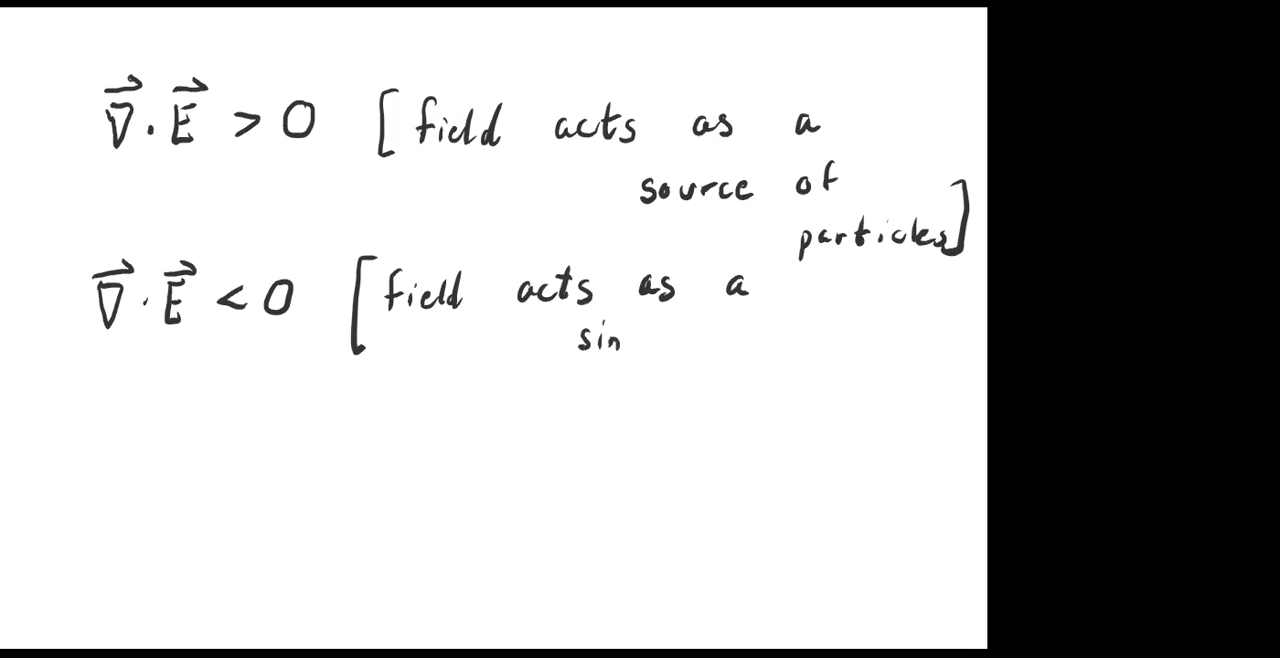 ∇⃗ · E⃗ > 0 [field acts as a
source of
particles]
∇⃗ · E⃗ < 0 [field acts as a
sin